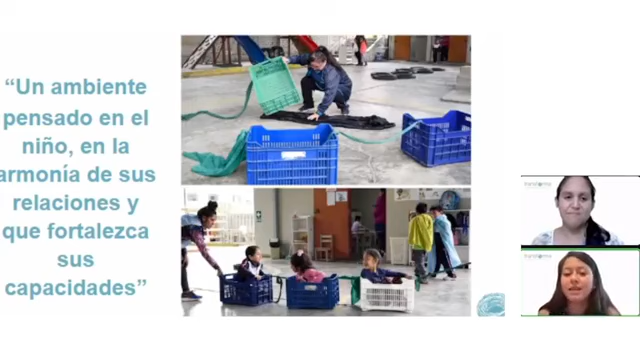 “Un ambiente
pensado en el
niño, en la
armonía de sus
relaciones y
que fortalezca
sus
capacidades”